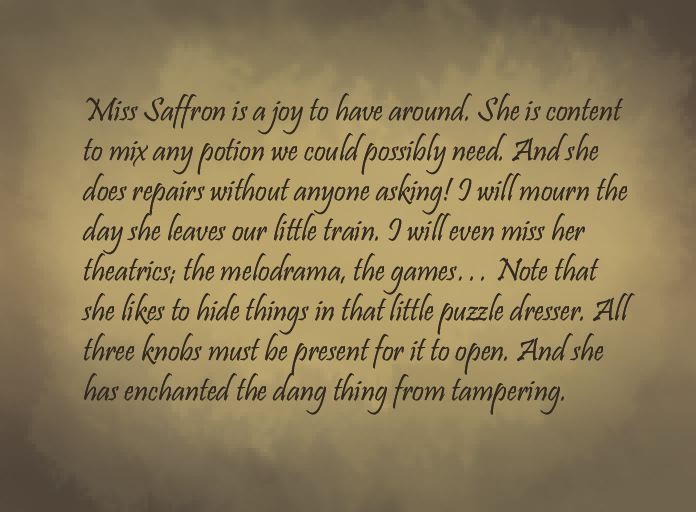 Miss Saffron is a joy to have around. She is content
to mix any potion we could possibly need. And she
does repairs without anyone asking! I will mourn the
day she leaves our little train. I will even miss her
theatrics; the melodrama, the games... Note that
she likes to hide things in that little puzzle dresser. All
three knobs must be present for it to open. And she
has enchanted the dang thing from tampering.